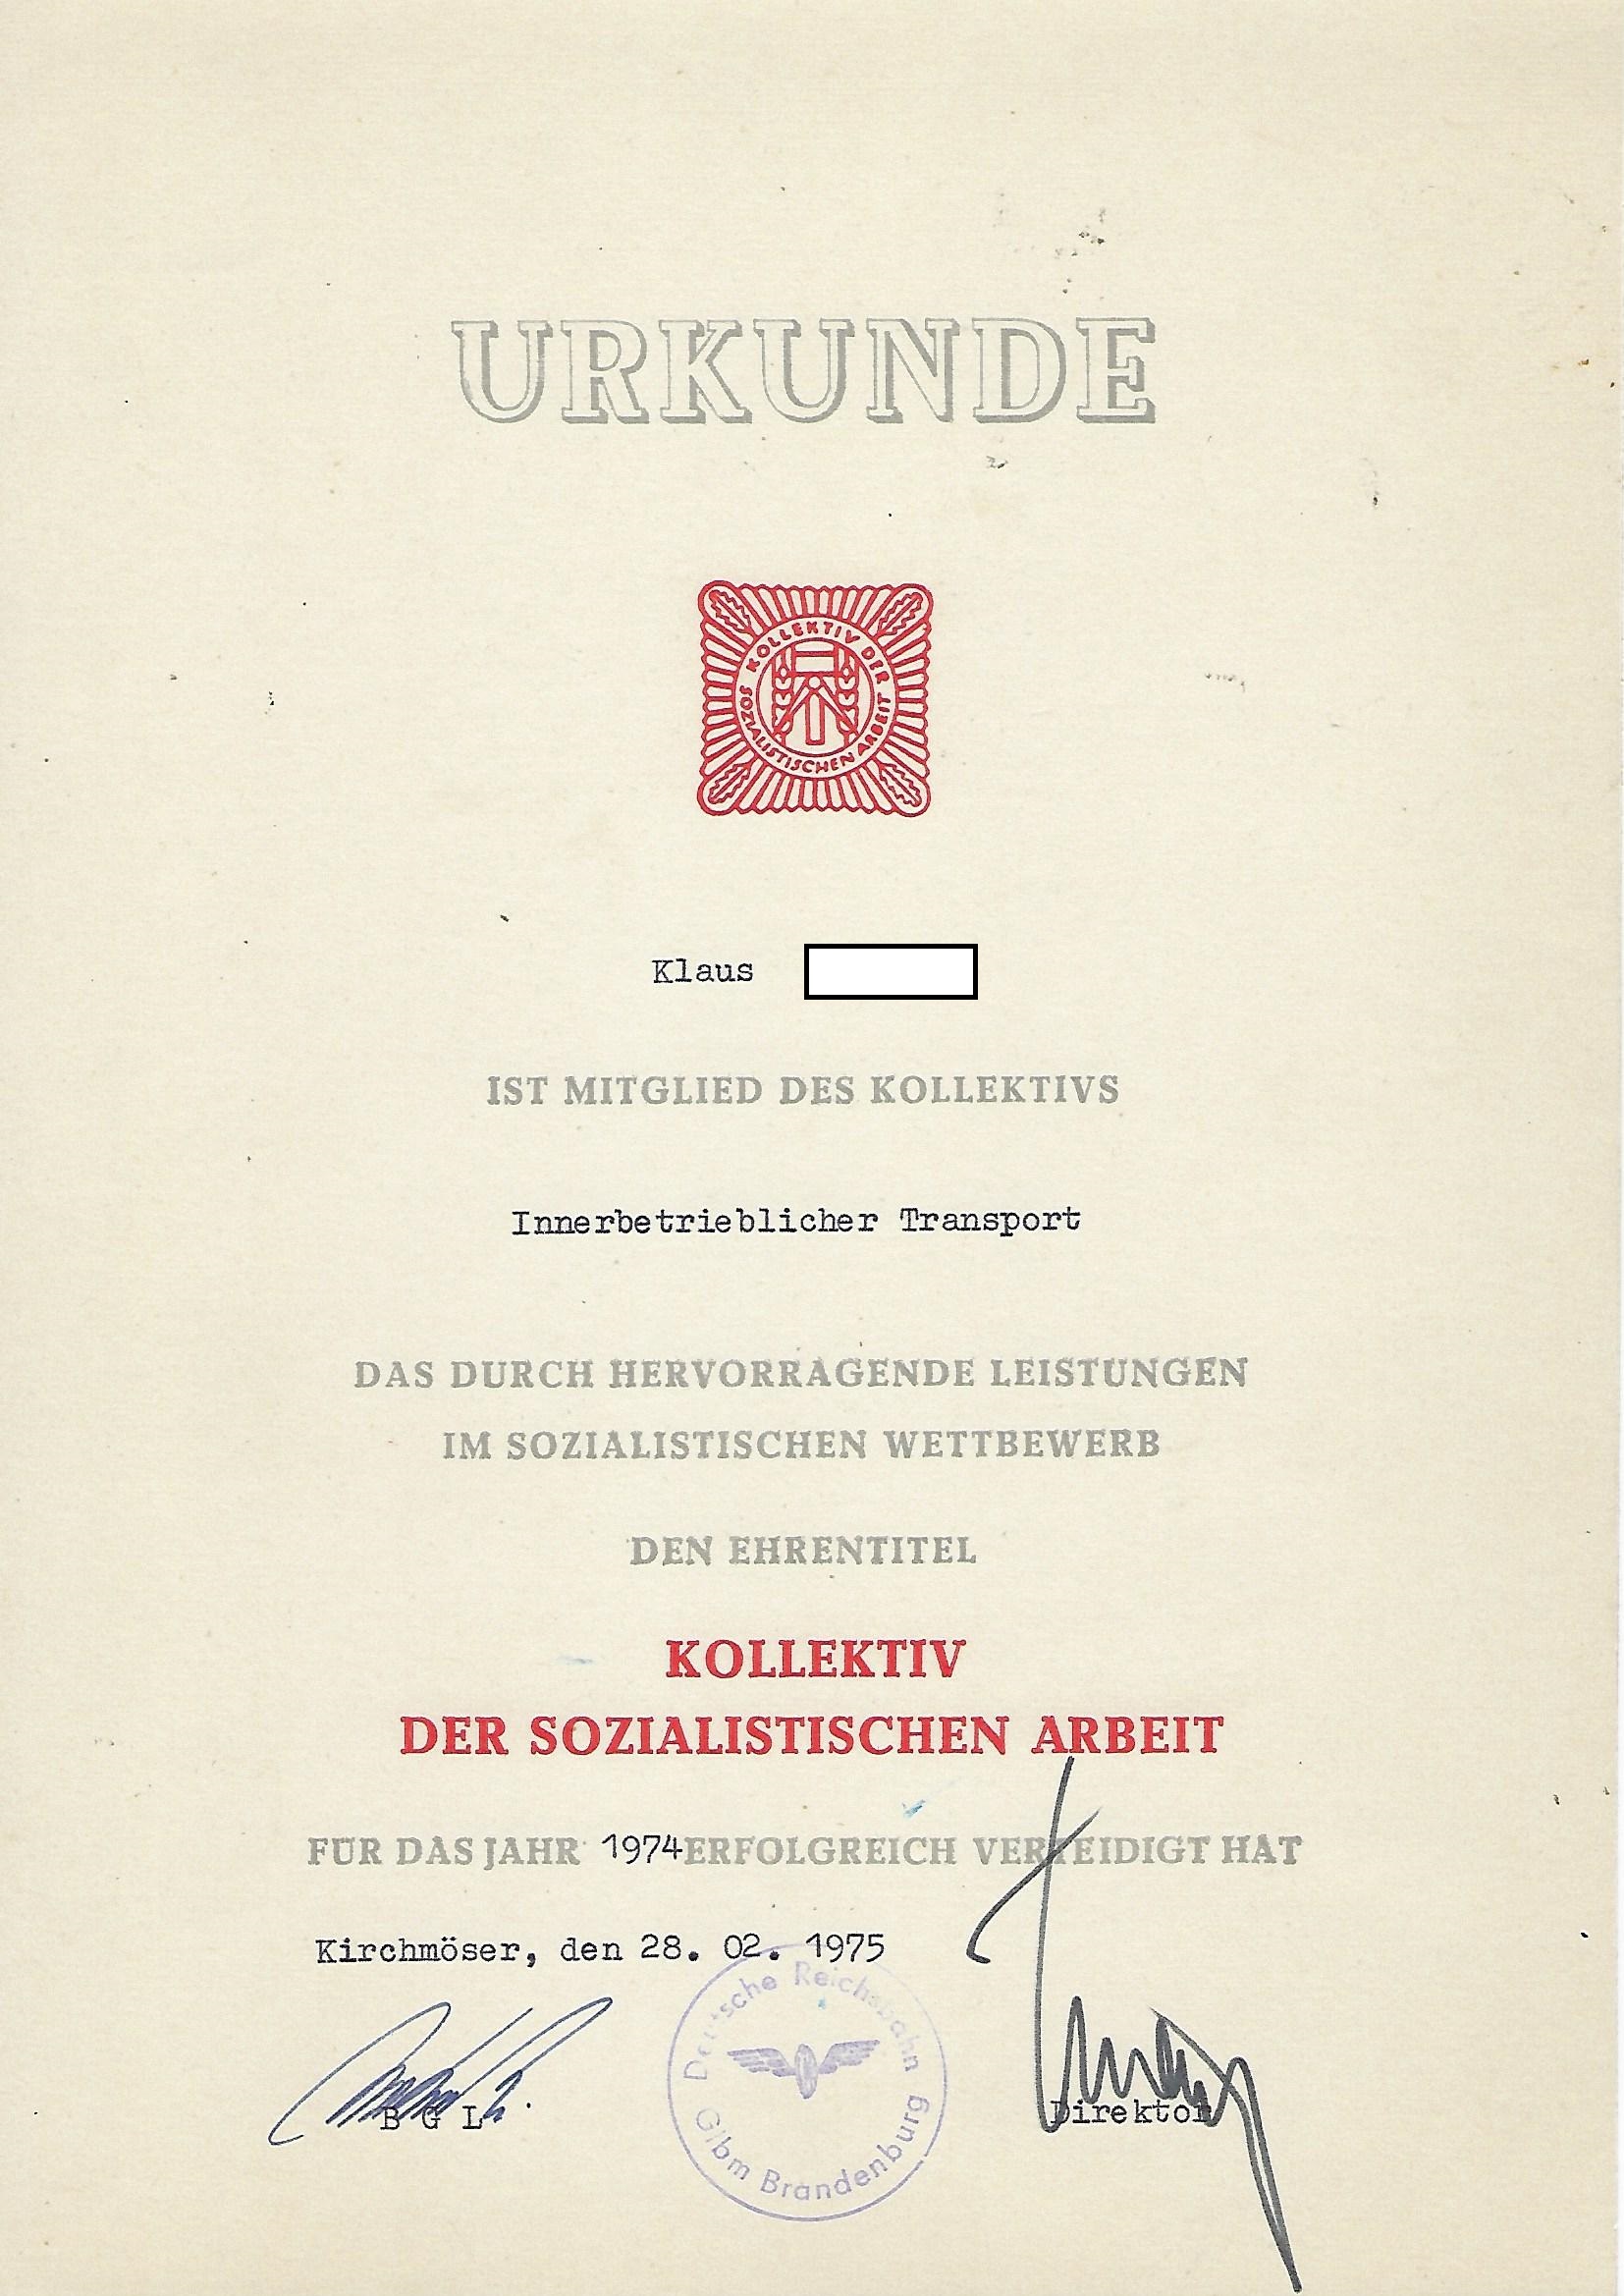 URKUNDE
KOLLEKTIV DER
SOZIALISTISCHEN ARBEIT
Klaus
IST MITGLIED DES KOLLEKTIVS
Innerbetrieblicher Transport
DAS DURCH HERVORRAGENDE LEISTUNGEN
IM SOZIALISTISCHEN WETTBEWERB
DEN EHRENTITEL
KOLLEKTIV
DER SOZIALISTISCHEN ARBEIT
FÜR DAS JAHR 1974 ERFOLGREICH VERTEIDIGT HAT
Kirchmöser, den 28. 02. 1975
Deutsche Reichsbahn
Glbm Brandenburg
B G L
Direktor